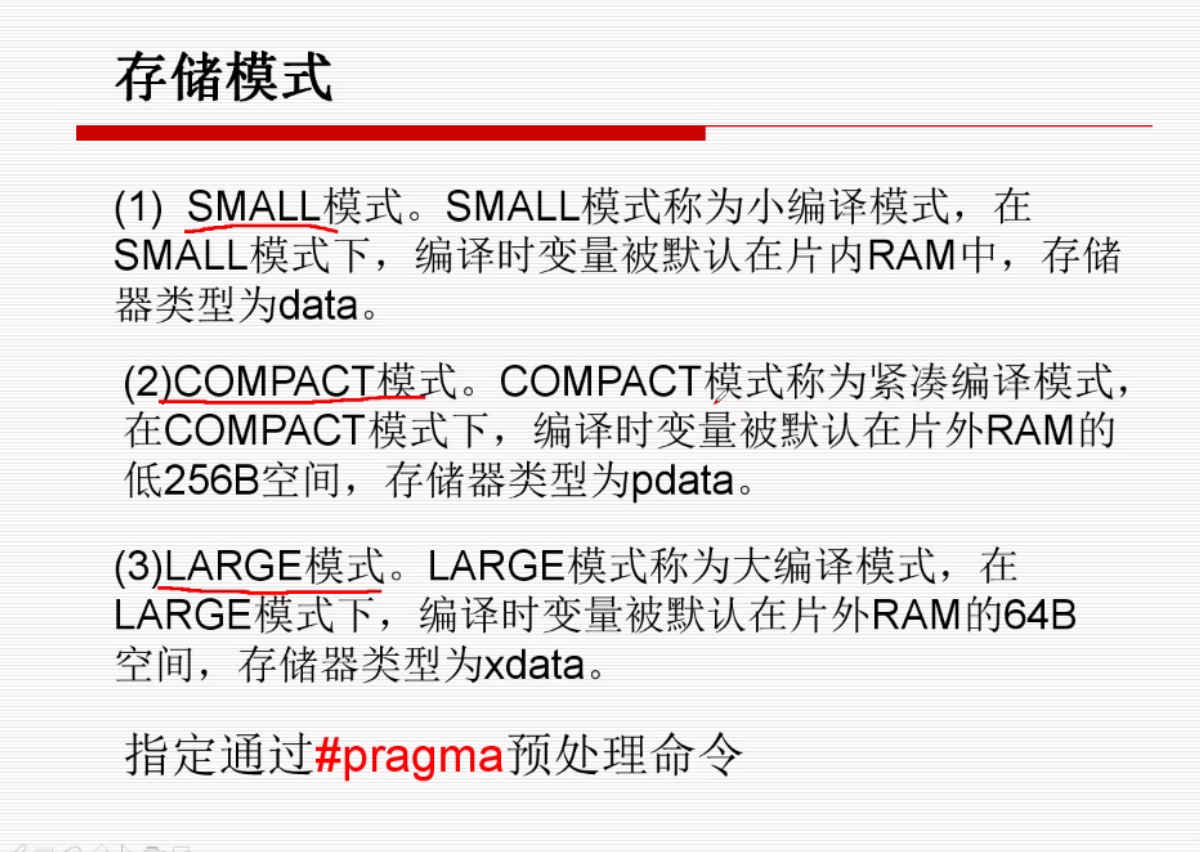 存储模式
(1) SMALL模式。SMALL模式称为小编译模式，在
SMALL模式下，编译时变量被默认在片内RAM中，存储
器类型为data。
(2)COMPACT模式。COMPACT模式称为紧凑编译模式，
在COMPACT模式下，编译时变量被默认在片外RAM的
低256B空间，存储器类型为pdata。
(3)LARGE模式。LARGE模式称为大编译模式，在
LARGE模式下，编译时变量被默认在片外RAM的64B
空间，存储器类型为xdata。
指定通过#pragma预处理命令